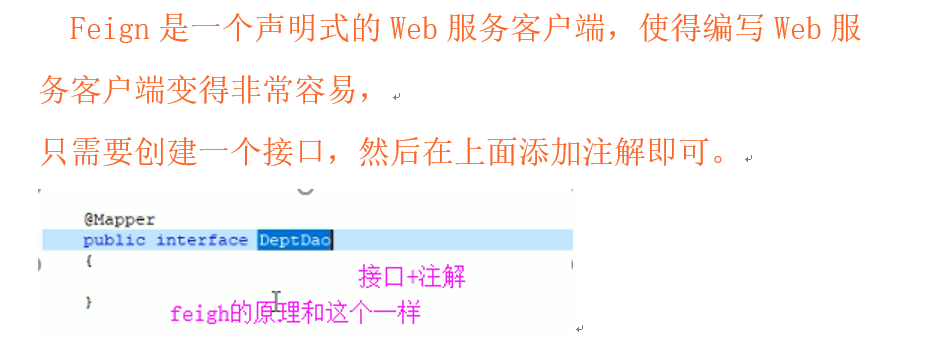 Feign 是一个声明式的 Web 服务客户端，使得编写 Web 服
务客户端变得非常容易，
只需要创建一个接口，然后在上面添加注解即可。
@Mapper
public interface DeptDao
{
接口+注解
}
feigh的原理和这个一样